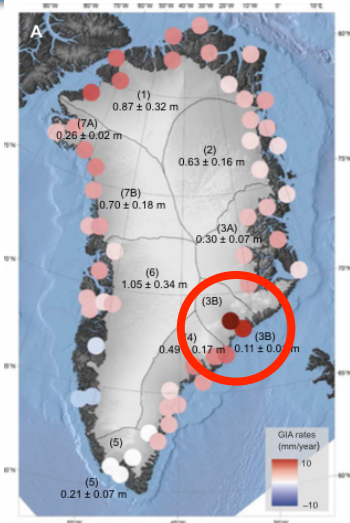 A
(1)
0.87 ± 0.32 m
(7A)
0.26 ± 0.02 m
(2)
0.63 ± 0.16 m
(7B)
0.70 ± 0.18 m
(3A)
0.30 ± 0.07 m
(6)
1.05 ± 0.34 m
(3B)
(4)
0.49 ± 0.17 m
(3B)
0.11 ± 0.0
(5)
(5)
0.21 ± 0.07 m
GIA rates
(mm/year)
10
−10